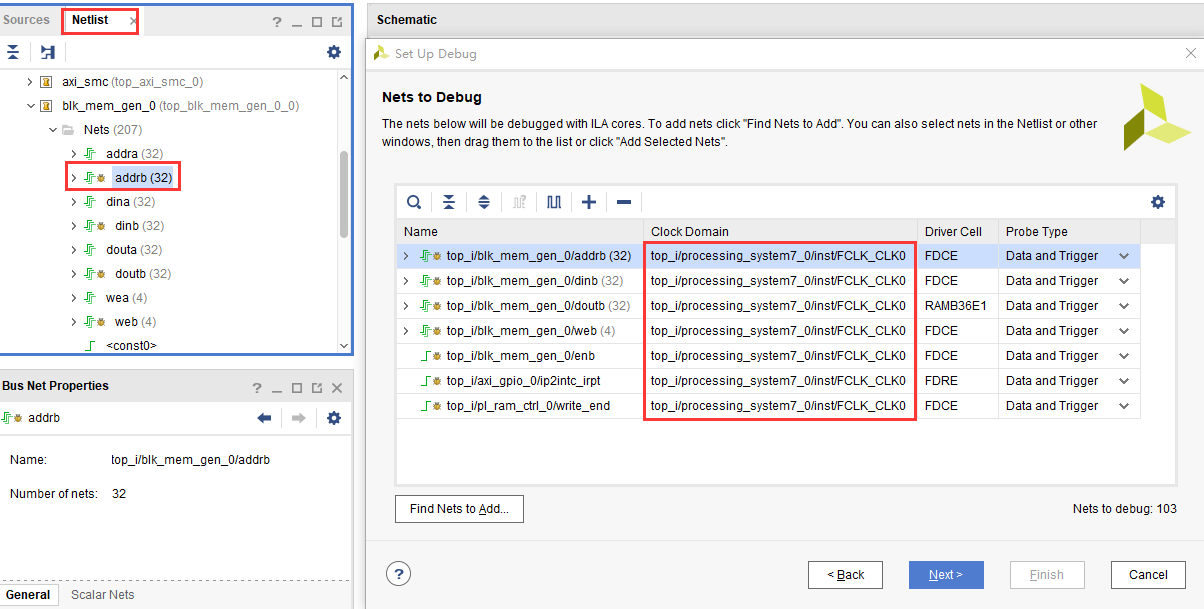 Sources
Netlist
axi_smc (top_axi_smc_0)
blk_mem_gen_0 (top_blk_mem_gen_0_0)
Nets (207)
addra (32)
addrb (32)
dina (32)
dinb (32)
douta (32)
doutb (32)
wea (4)
web (4)
<const0>
Bus Net Properties
addrb
Name: top_i/blk_mem_gen_0/addrb
Number of nets: 32
General Scalar Nets
Schematic
Set Up Debug
Nets to Debug
The nets below will be debugged with ILA cores. To add nets click "Find Nets to Add". You can also select nets in the Netlist or other
windows, then drag them to the list or click "Add Selected Nets".
Name Clock Domain Driver Cell Probe Type
top_i/blk_mem_gen_0/addrb (32) top_i/processing_system7_0/inst/FCLK_CLK0 FDCE Data and Trigger
top_i/blk_mem_gen_0/dinb (32) top_i/processing_system7_0/inst/FCLK_CLK0 FDCE Data and Trigger
top_i/blk_mem_gen_0/doutb (32) top_i/processing_system7_0/inst/FCLK_CLK0 RAMB36E1 Data and Trigger
top_i/blk_mem_gen_0/web (4) top_i/processing_system7_0/inst/FCLK_CLK0 FDCE Data and Trigger
top_i/blk_mem_gen_0/enb top_i/processing_system7_0/inst/FCLK_CLK0 FDCE Data and Trigger
top_i/axi_gpio_0/ip2intc_irpt top_i/processing_system7_0/inst/FCLK_CLK0 FDRE Data and Trigger
top_i/pl_ram_ctrl_0/write_end top_i/processing_system7_0/inst/FCLK_CLK0 FDCE Data and Trigger
Find Nets to Add...
Nets to debug: 103
? < Back Next > Finish Cancel